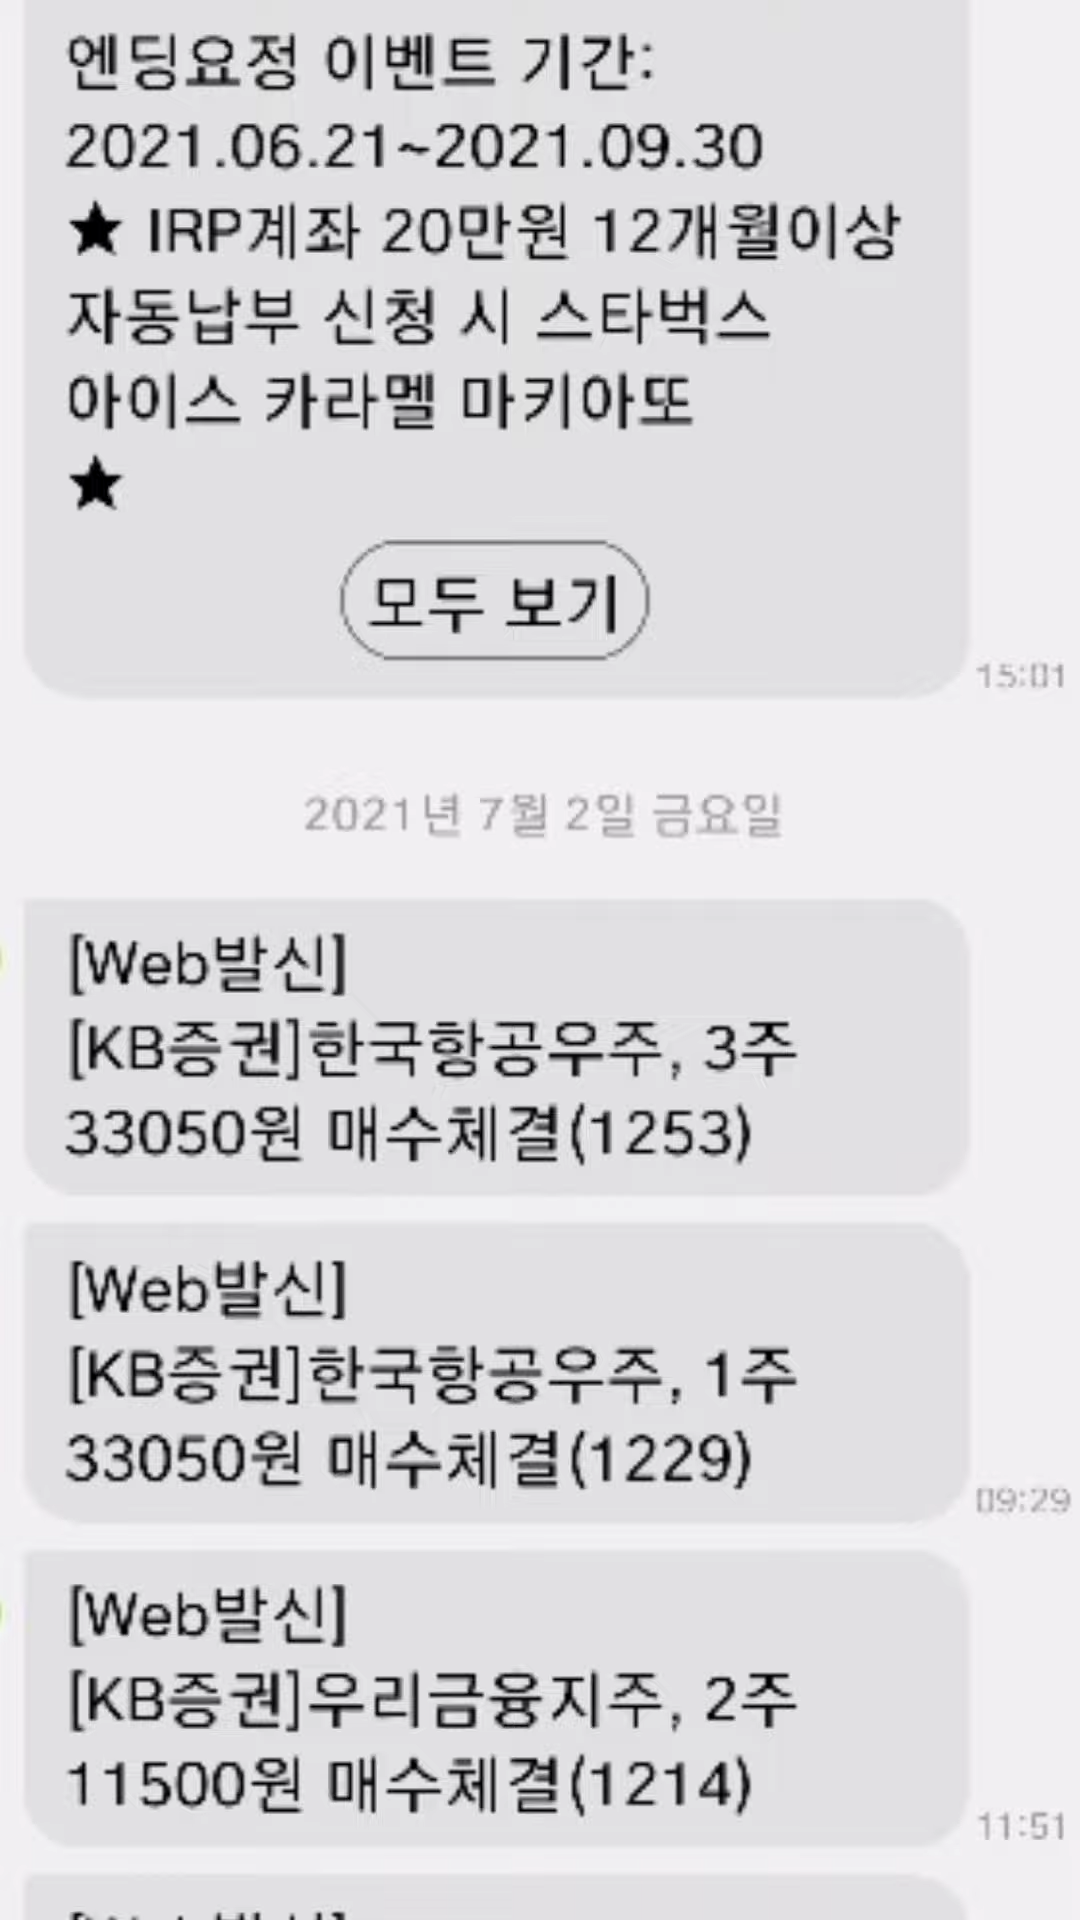 엔딩요정 이벤트 기간:
2021.06.21~2021.09.30
★ IRP계좌 20만원 12개월이상
자동납부 신청 시 스타벅스
아이스 카라멜 마키아또
★
모두 보기
15:01
2021년 7월 2일 금요일
[Web발신]
[KB증권]한국항공우주, 3주
33050원 매수체결(1253)
[Web발신]
[KB증권]한국항공우주, 1주
33050원 매수체결(1229)
09:29
[Web발신]
[KB증권]우리금융지주, 2주
11500원 매수체결(1214)
11:51